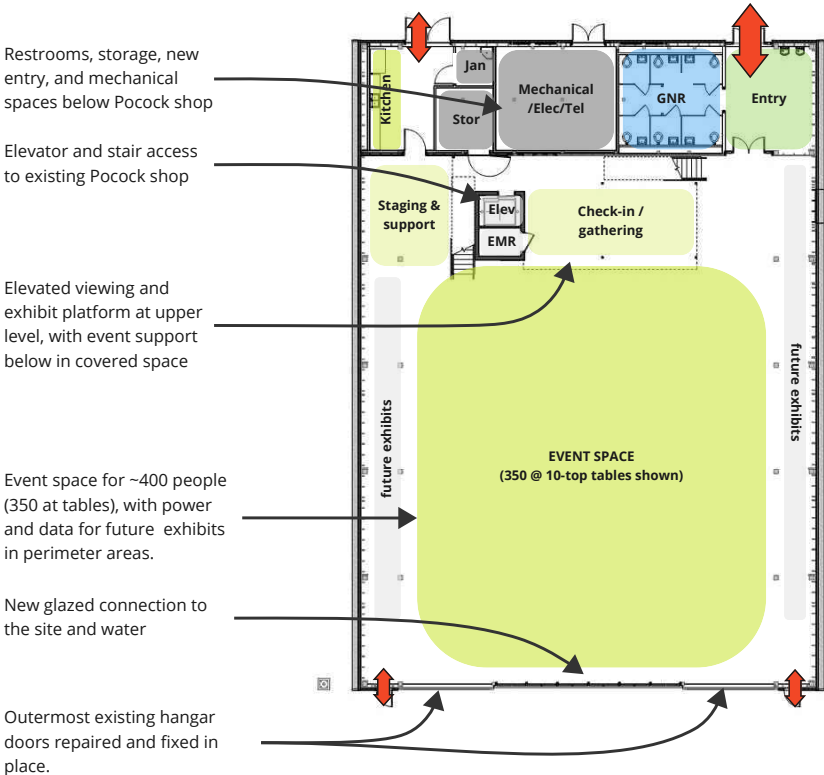 Restrooms, storage, new
entry, and mechanical
spaces below Pocock shop
Elevator and stair access
to existing Pocock shop
Elevated viewing and
exhibit platform at upper
level, with event support
below in covered space
Event space for ~400 people
(350 at tables), with power
and data for future exhibits
in perimeter areas.
New glazed connection to
the site and water
Outermost existing hangar
doors repaired and fixed in
place.
Kitchen
Jan
Stor
Mechanical
/Elec/Tel
GNR
Entry
Staging &
support
Elev
EMR
Check-in /
gathering
future exhibits
future exhibits
EVENT SPACE
(350 @ 10-top tables shown)